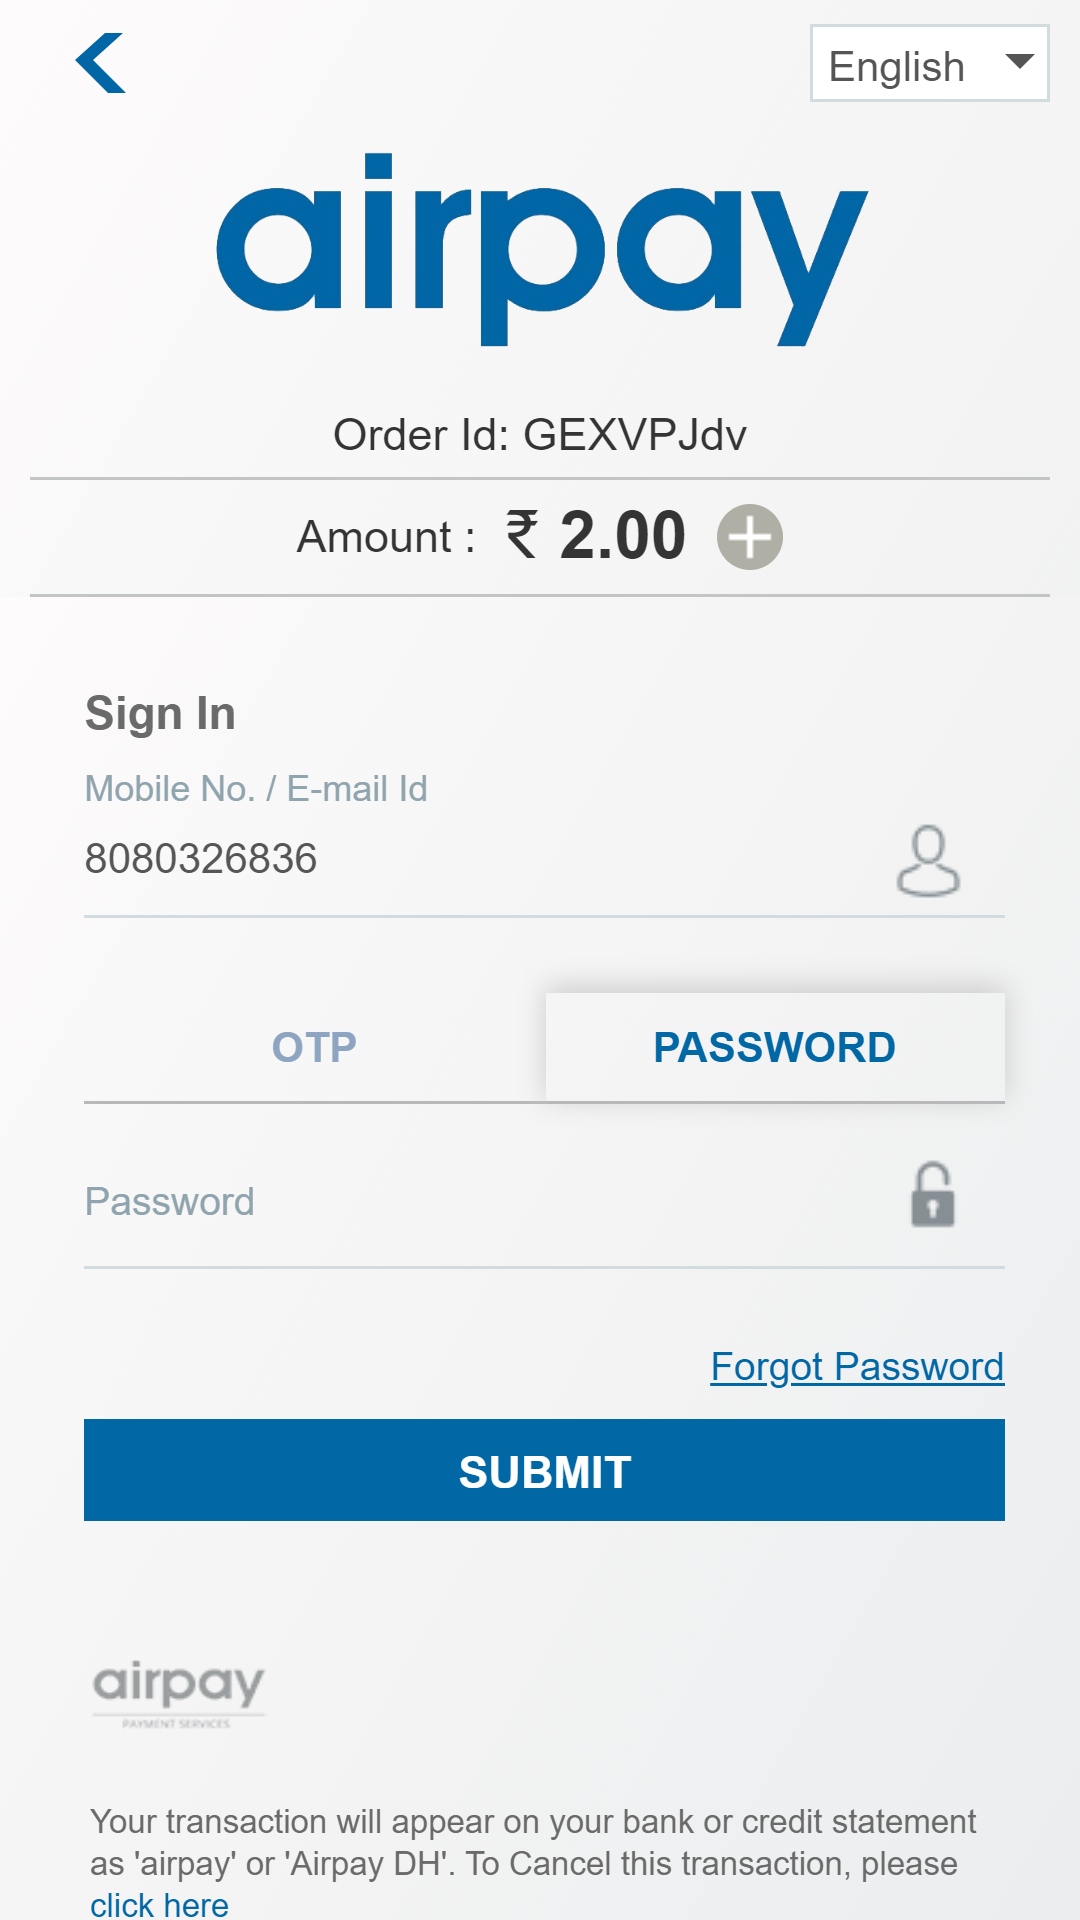 English
airpay
Order Id: GEXVPJdv
Amount : ₹ 2.00
Sign In
Mobile No. / E-mail Id
8080326836
OTP PASSWORD
Password
Forgot Password
SUBMIT
airpay
PAYMENT SERVICES
Your transaction will appear on your bank or credit statement
as 'airpay' or 'Airpay DH'. To Cancel this transaction, please
click here